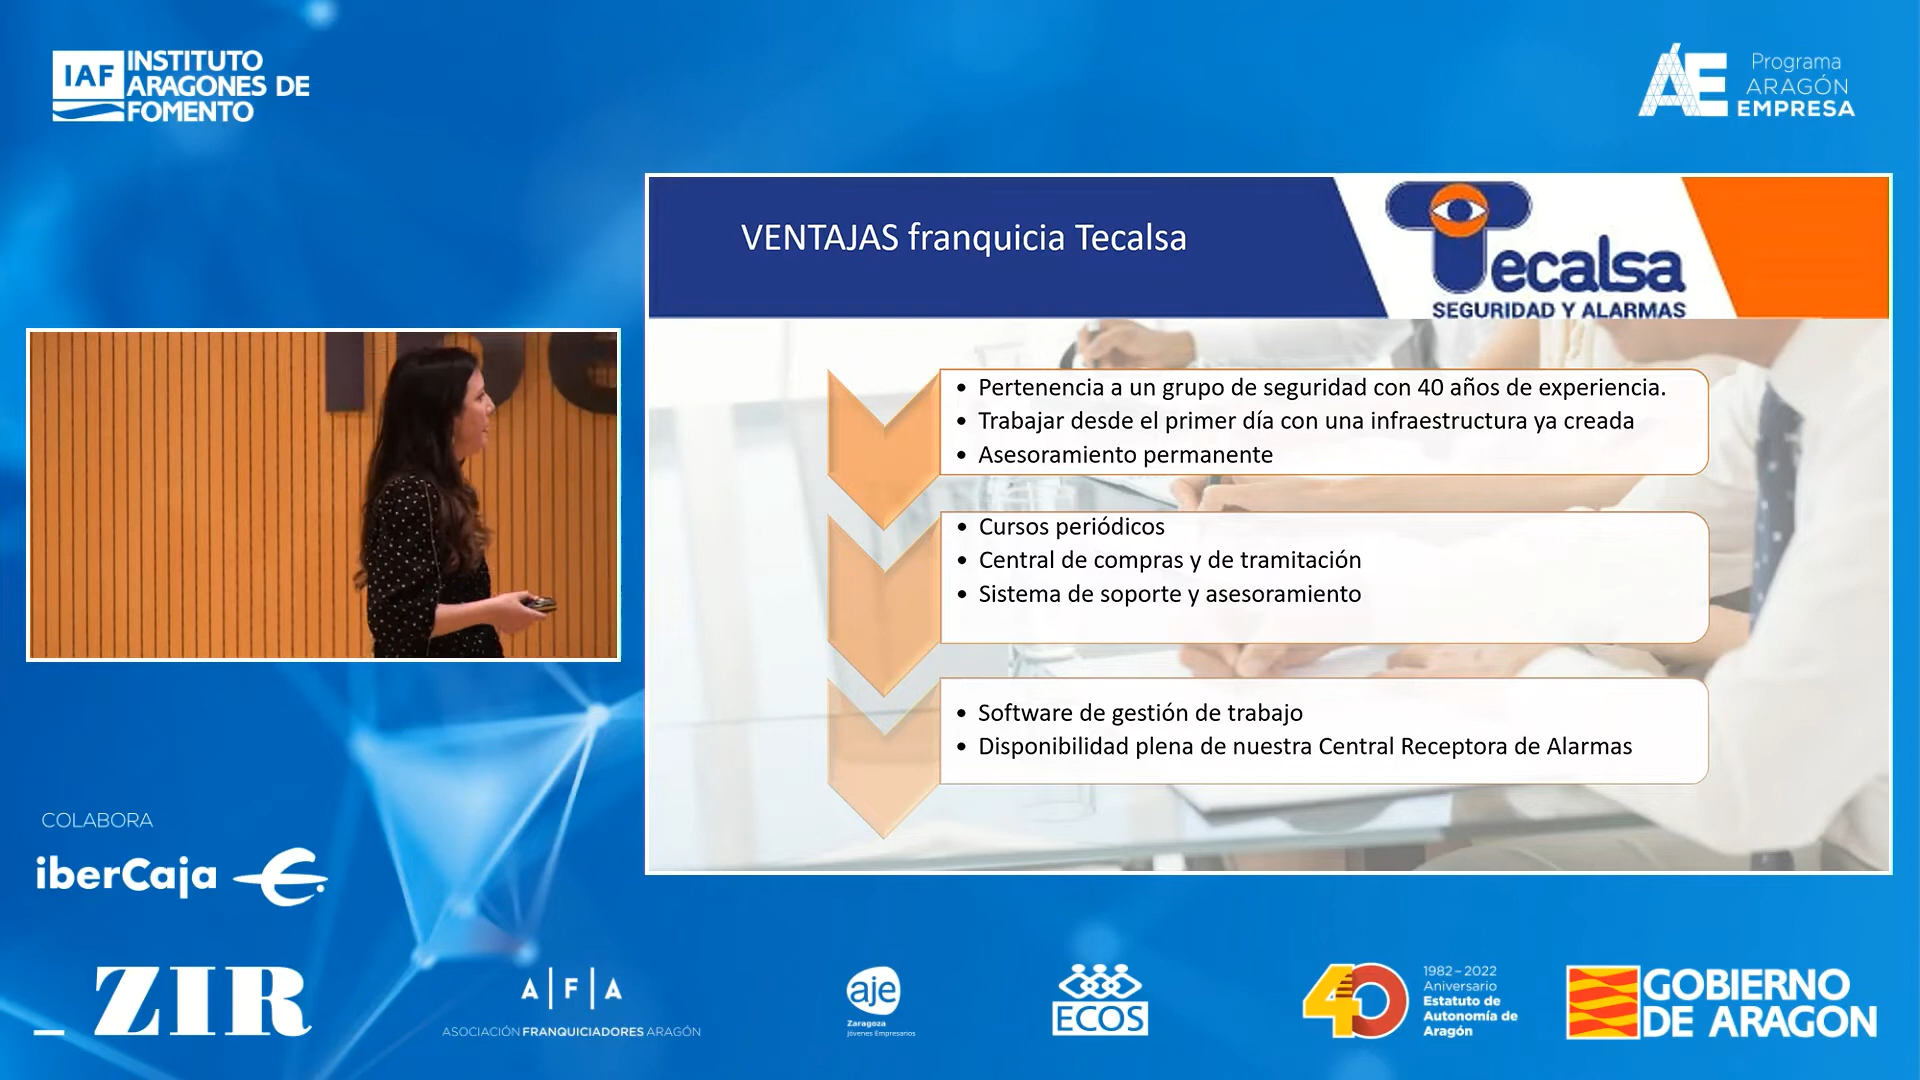 IAF
INSTITUTO
ARAGONES DE
FOMENTO
ÁE
Programa
ARAGÓN
EMPRESA
VENTAJAS franquicia Tecalsa
Tecalsa
SEGURIDAD Y ALARMAS
• Pertenencia a un grupo de seguridad con 40 años de experiencia.
• Trabajar desde el primer día con una infraestructura ya creada
• Asesoramiento permanente
• Cursos periódicos
• Central de compras y de tramitación
• Sistema de soporte y asesoramiento
• Software de gestión de trabajo
• Disponibilidad plena de nuestra Central Receptora de Alarmas
COLABORA
iberCaja
_ ZIR
A|F|A
ASOCIACIÓN FRANQUICIADORES ARAGÓN
aje
Zaragoza
Jóvenes Empresarios
ECOS
40
1982 – 2022
Aniversario
Estatuto de
Autonomía de
Aragón
GOBIERNO
DE ARAGON